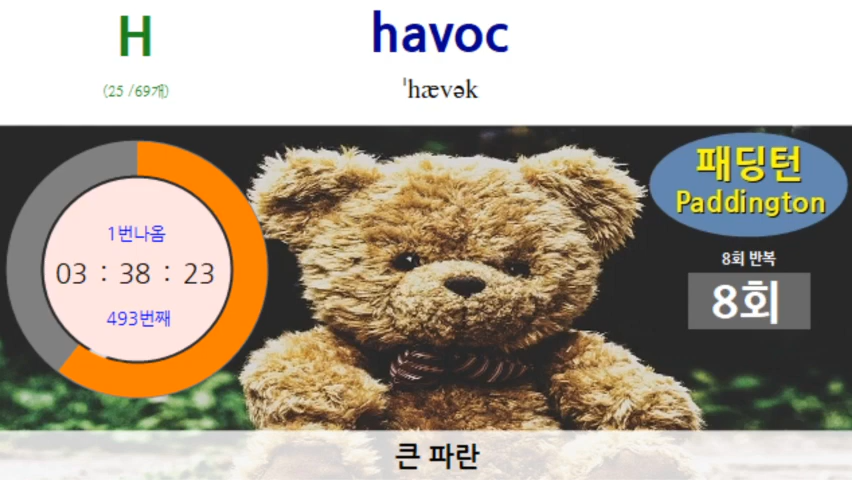 H
havoc
(25 /69개)
ˈhævək
패딩턴
Paddington
1번나옴
03 : 38 : 23
493번째
8회 반복
8회
큰 파란